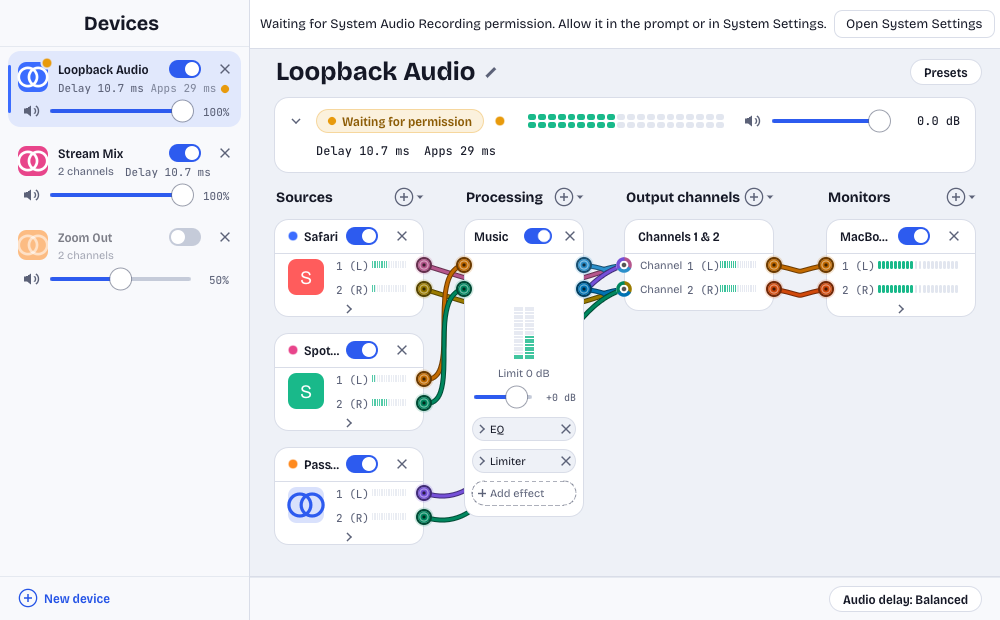 Devices
Waiting for System Audio Recording permission. Allow it in the prompt or in System Settings.
Open System Settings
Loopback Audio
Delay 10.7 ms Apps 29 ms
100%
Stream Mix
2 channels Delay 10.7 ms
100%
Zoom Out
2 channels
50%
New device
Loopback Audio
Presets
Waiting for permission
0.0 dB
Delay 10.7 ms Apps 29 ms
Sources
Processing
Output channels
Monitors
Safari
S
1 (L)
2 (R)
Spot...
S
1 (L)
2 (R)
Pass...
1 (L)
2 (R)
Music
Limit 0 dB
+0 dB
EQ
Limiter
+ Add effect
Channels 1 & 2
Channel 1 (L)
Channel 2 (R)
MacBo...
1 (L)
2 (R)
Audio delay: Balanced